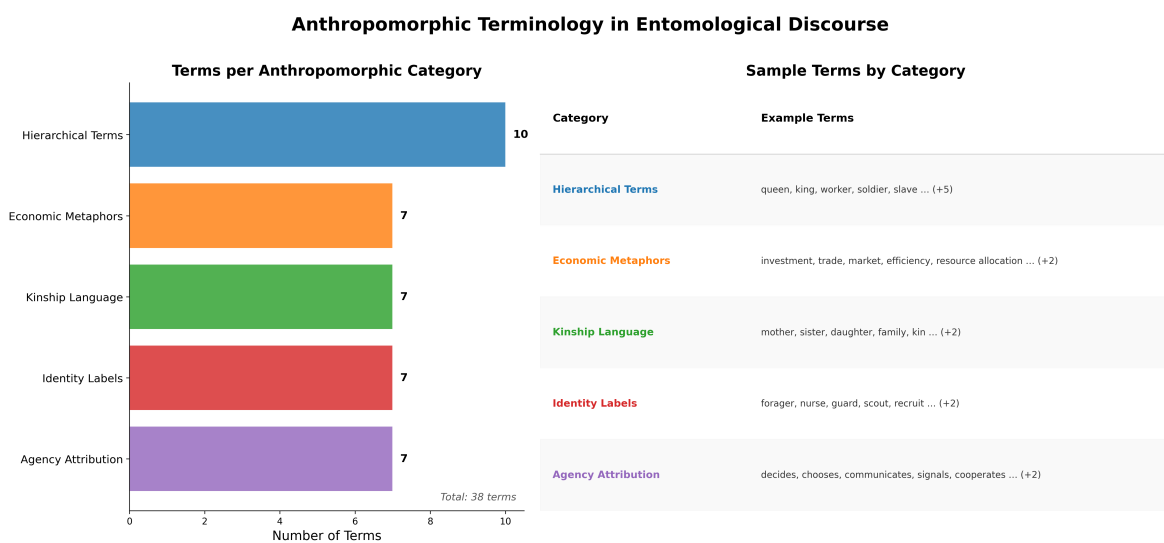 Anthropomorphic Terminology in Entomological Discourse
Terms per Anthropomorphic Category
Hierarchical Terms
10
Economic Metaphors
7
Kinship Language
7
Identity Labels
7
Agency Attribution
7
Total: 38 terms
0 2 4 6 8 10
Number of Terms
Sample Terms by Category
Category Example Terms
Hierarchical Terms queen, king, worker, soldier, slave ... (+5)
Economic Metaphors investment, trade, market, efficiency, resource allocation ... (+2)
Kinship Language mother, sister, daughter, family, kin ... (+2)
Identity Labels forager, nurse, guard, scout, recruit ... (+2)
Agency Attribution decides, chooses, communicates, signals, cooperates ... (+2)